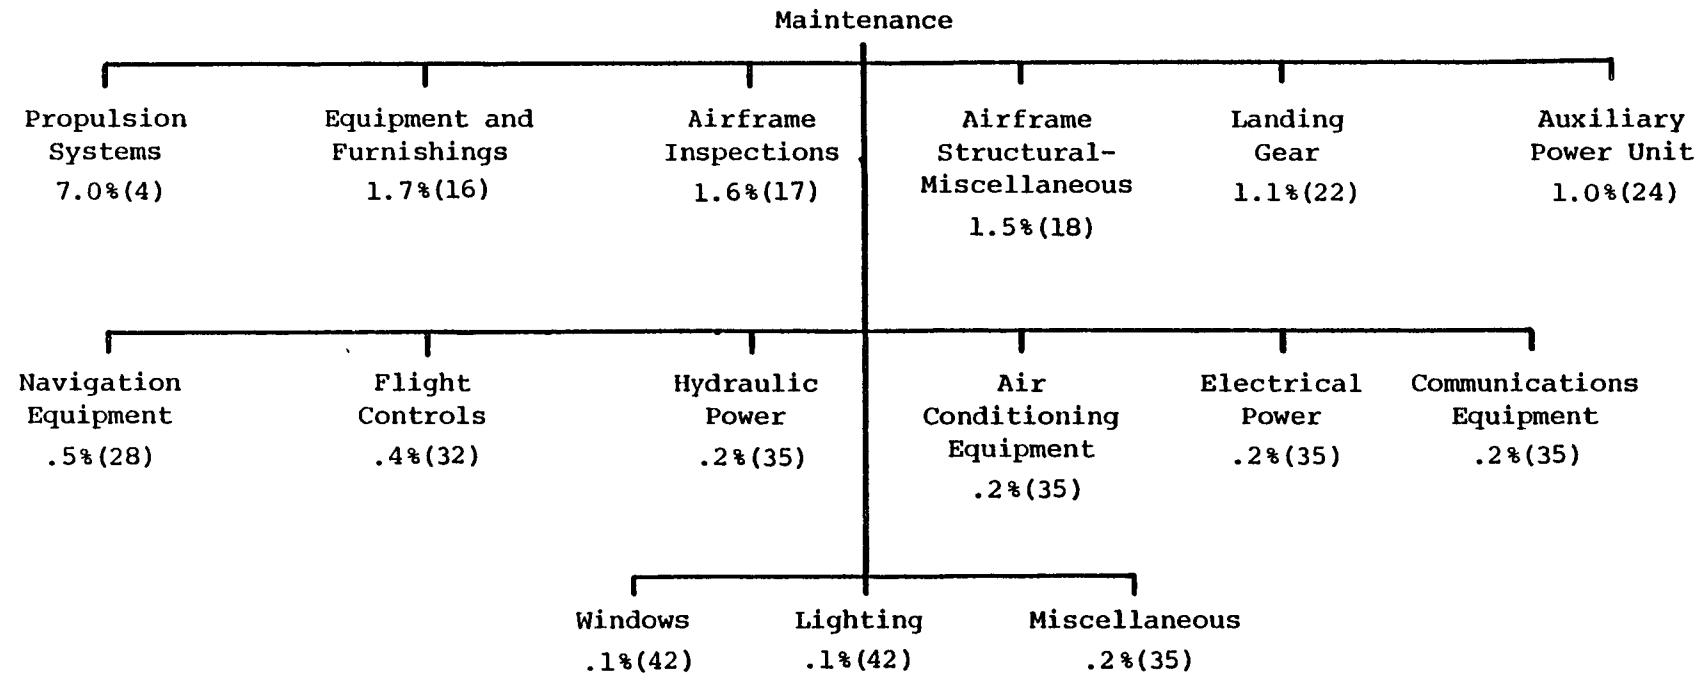 Maintenance
Propulsion
Systems
7.0%(4)
Equipment and
Furnishings
1.7%(16)
Airframe
Inspections
1.6%(17)
Airframe
Structural-
Miscellaneous
1.5%(18)
Landing
Gear
1.1%(22)
Auxiliary
Power Unit
1.0%(24)
Navigation
Equipment
.5%(28)
Flight
Controls
.4%(32)
Hydraulic
Power
.2%(35)
Air
Conditioning
Equipment
.2%(35)
Electrical
Power
.2%(35)
Communications
Equipment
.2%(35)
Windows
.1%(42)
Lighting
.1%(42)
Miscellaneous
.2%(35)